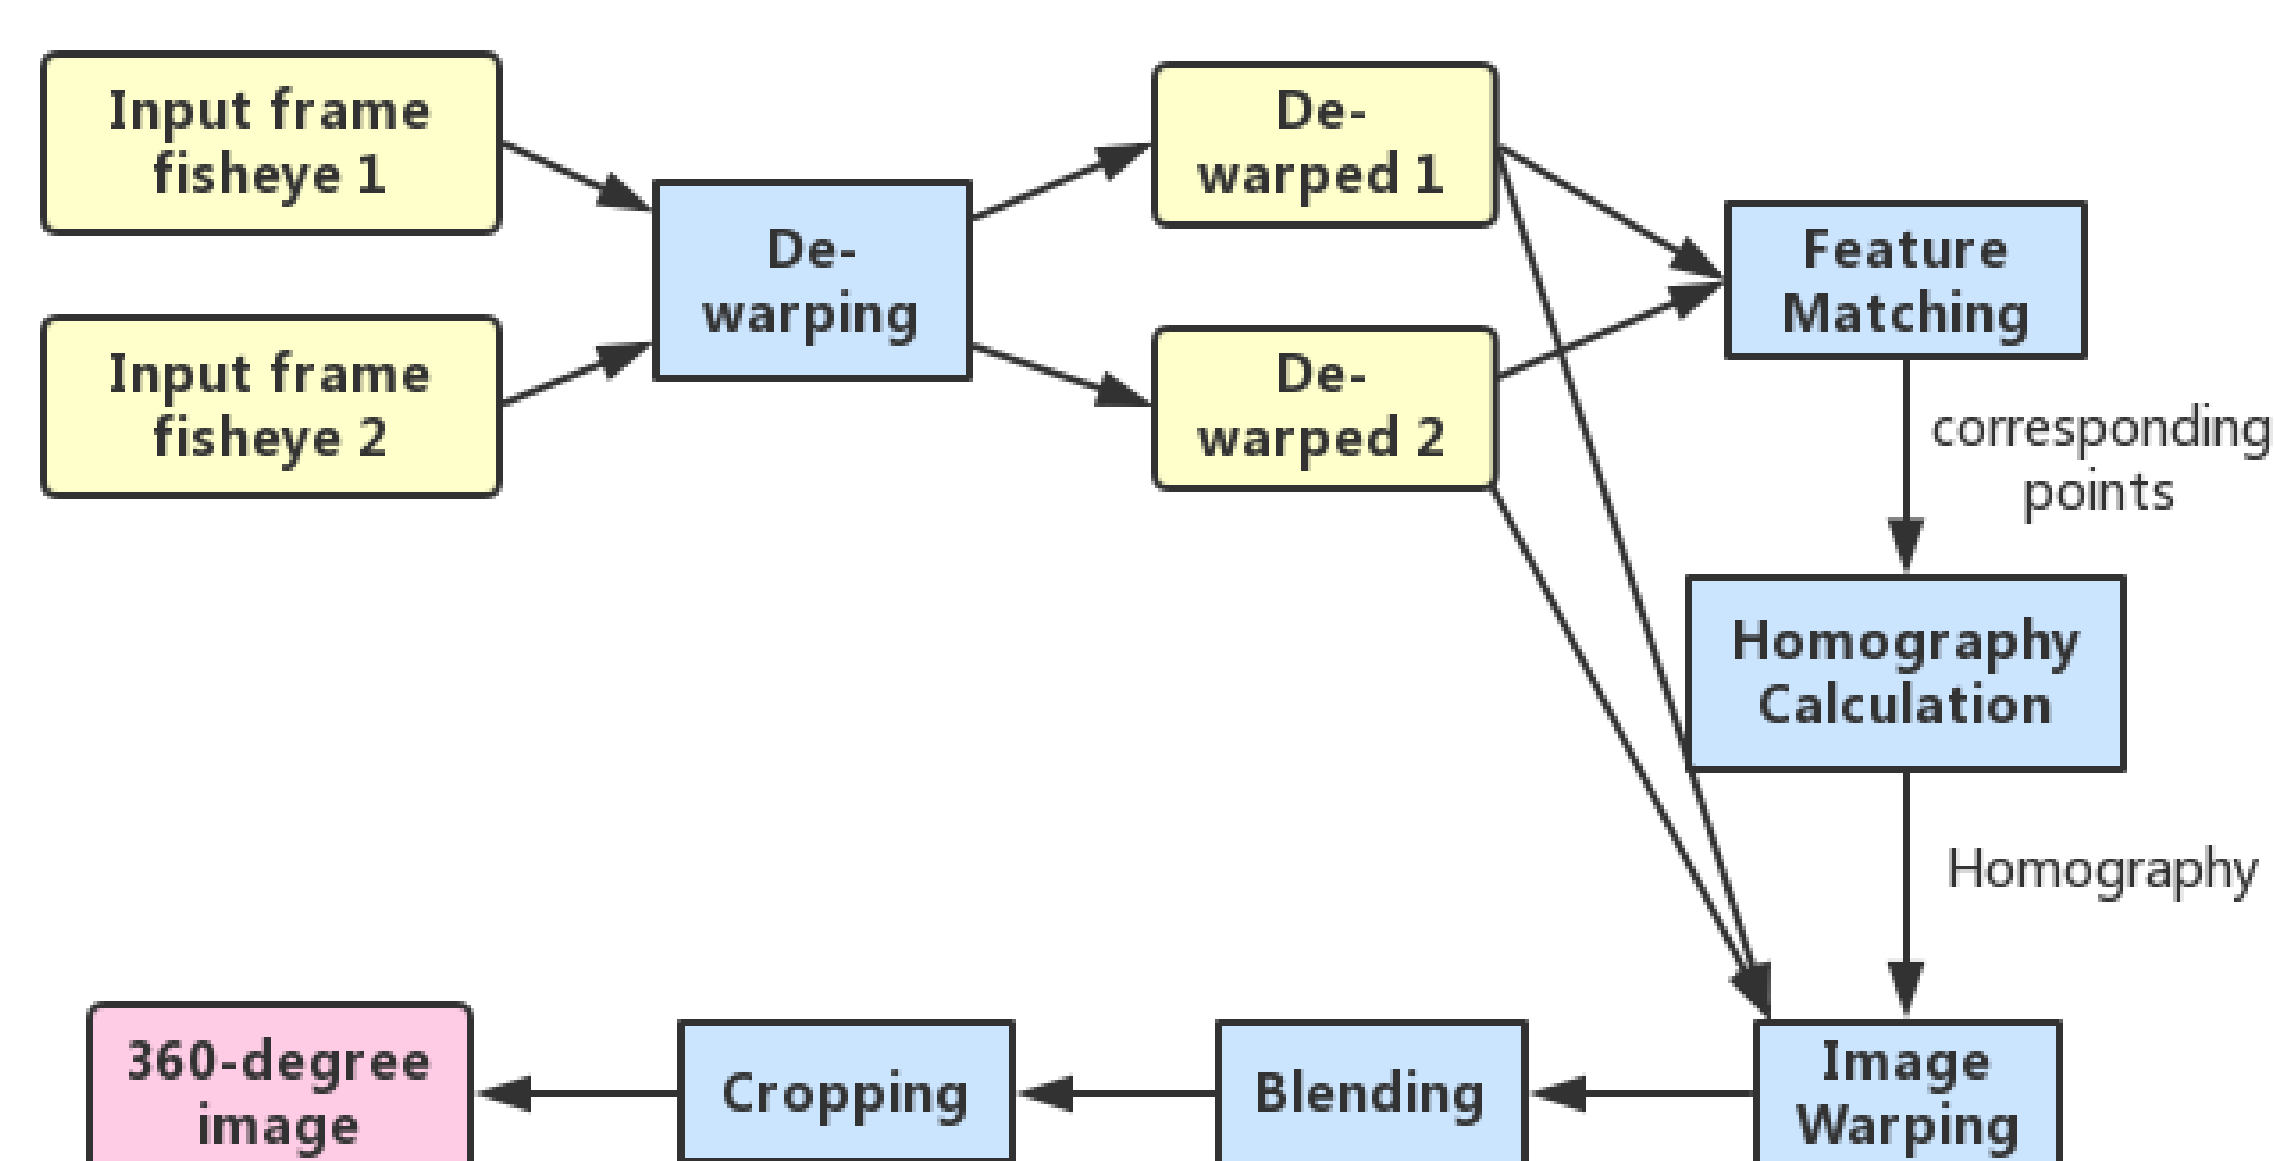 Input frame
fisheye 1
Input frame
fisheye 2
De-
warping
De-
warped 1
De-
warped 2
Feature
Matching
corresponding
points
Homography
Calculation
Homography
Image
Warping
Blending
Cropping
360-degree
image